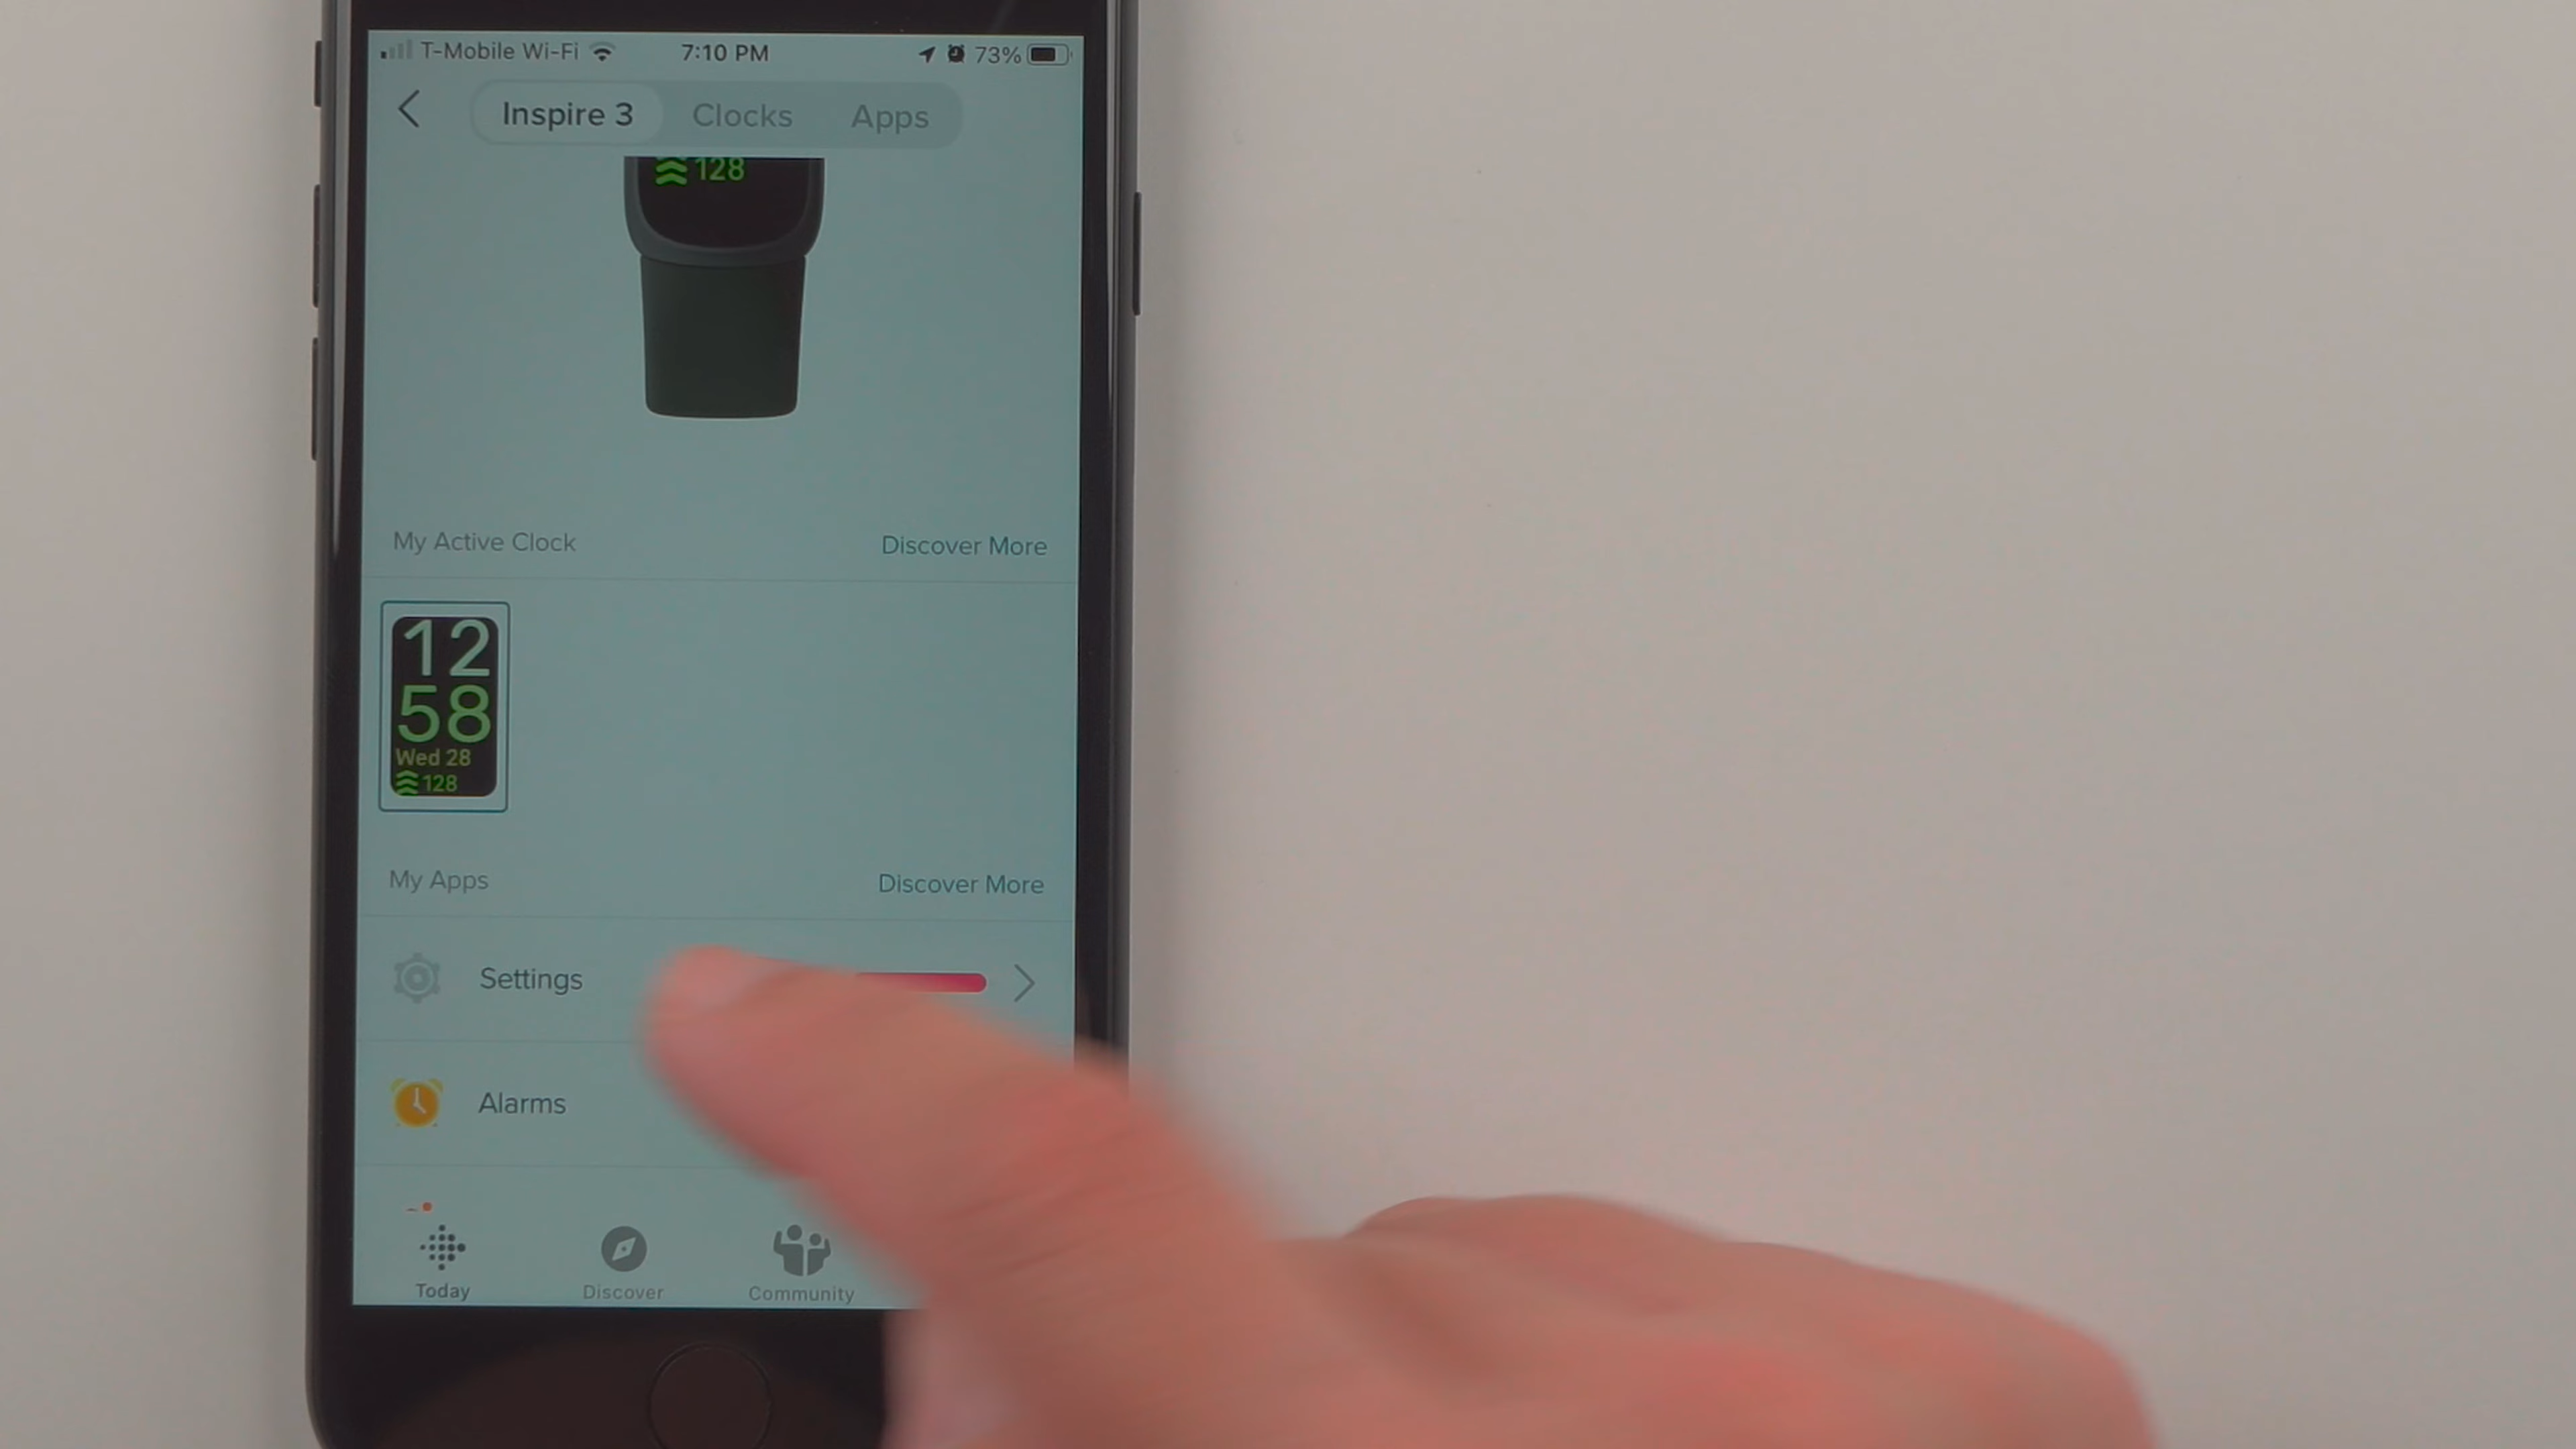 T-Mobile Wi-Fi 7:10 PM 73%
Inspire 3 Clocks Apps
128
My Active Clock Discover More
12
58
Wed 28
128
My Apps Discover More
Settings
Alarms
Today Discover Community